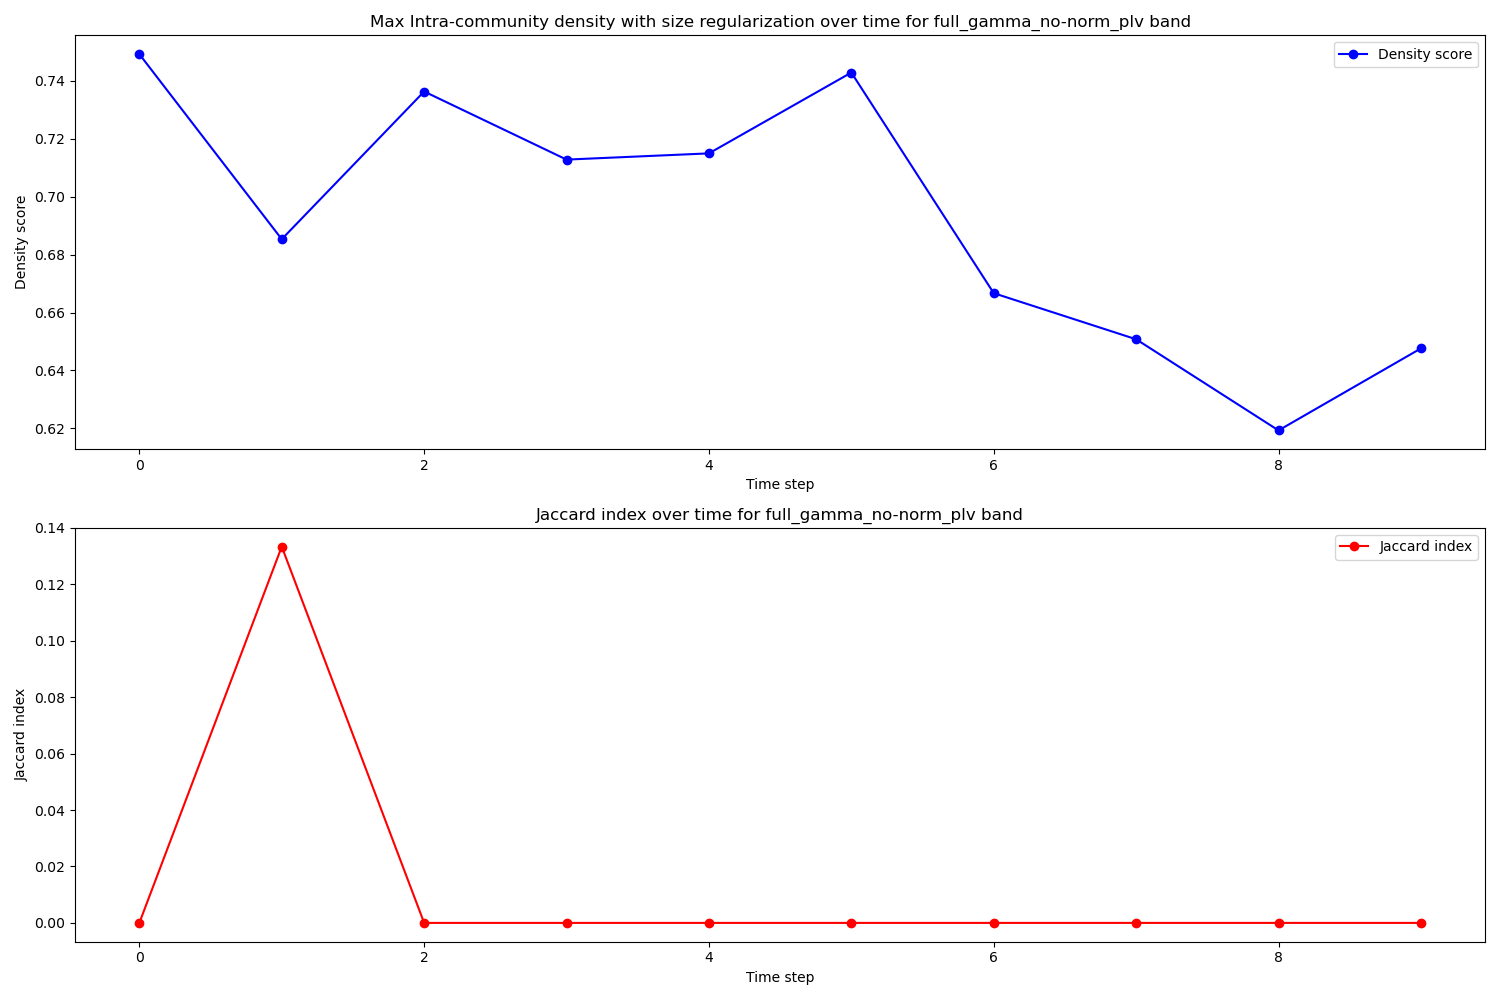 Max Intra-community density with size regularization over time for full_gamma_no-norm_plv band
Density score
0.74
0.72
0.70
0.68
0.66
0.64
0.62
Density score
0 2 4 6 8
Time step
Jaccard index over time for full_gamma_no-norm_plv band
Jaccard index
0.14
0.12
0.10
0.08
0.06
0.04
0.02
0.00
Jaccard index
0 2 4 6 8
Time step